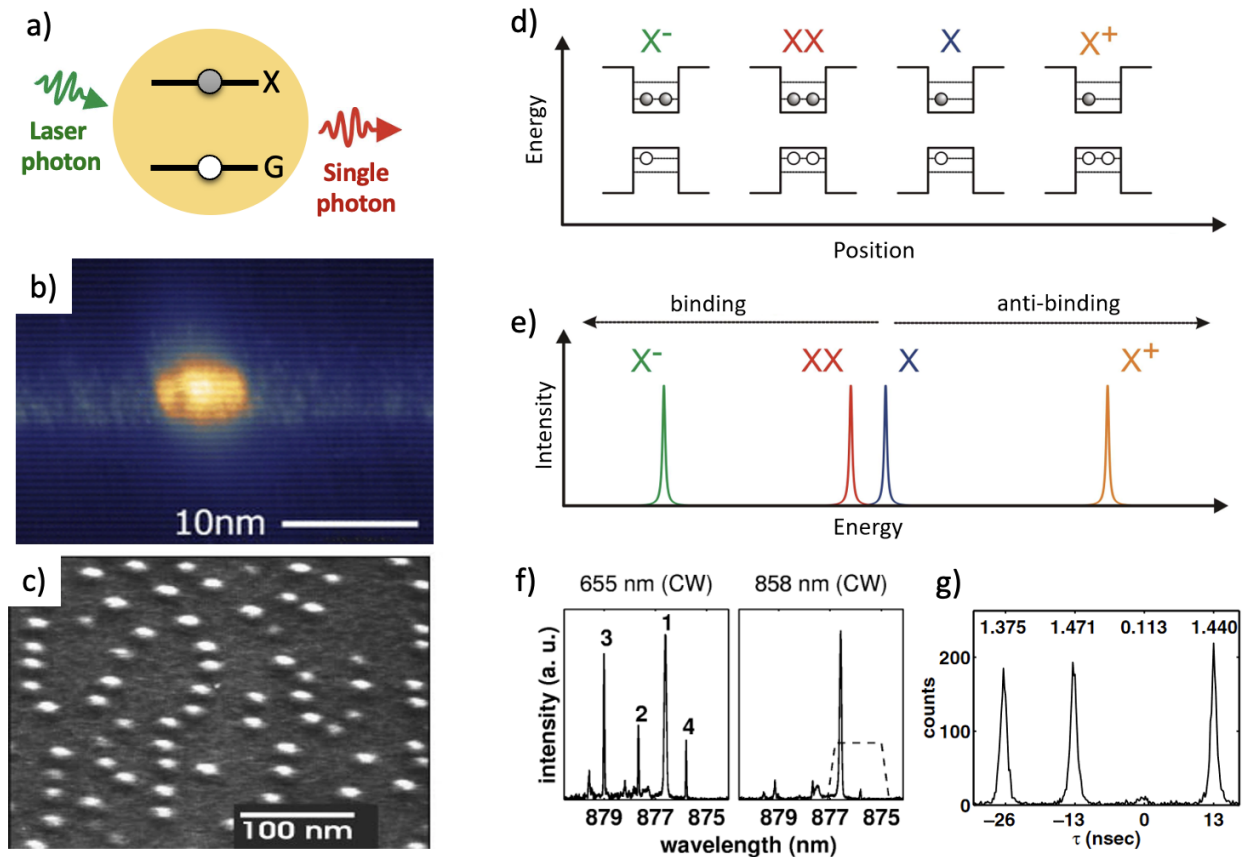 a)
X
Laser
photon
G
Single
photon
b)
10nm
c)
100 nm
d)
X- XX X X+
Energy
Position
e)
binding anti-binding
X- XX X X+
Intensity
Energy
f)
655 nm (CW) 858 nm (CW)
intensity (a. u.)
3 2 1 4
879 877 875 879 877 875
wavelength (nm)
g)
1.375 1.471 0.113 1.440
counts
200
100
0
−26 −13 0 13
τ (nsec)